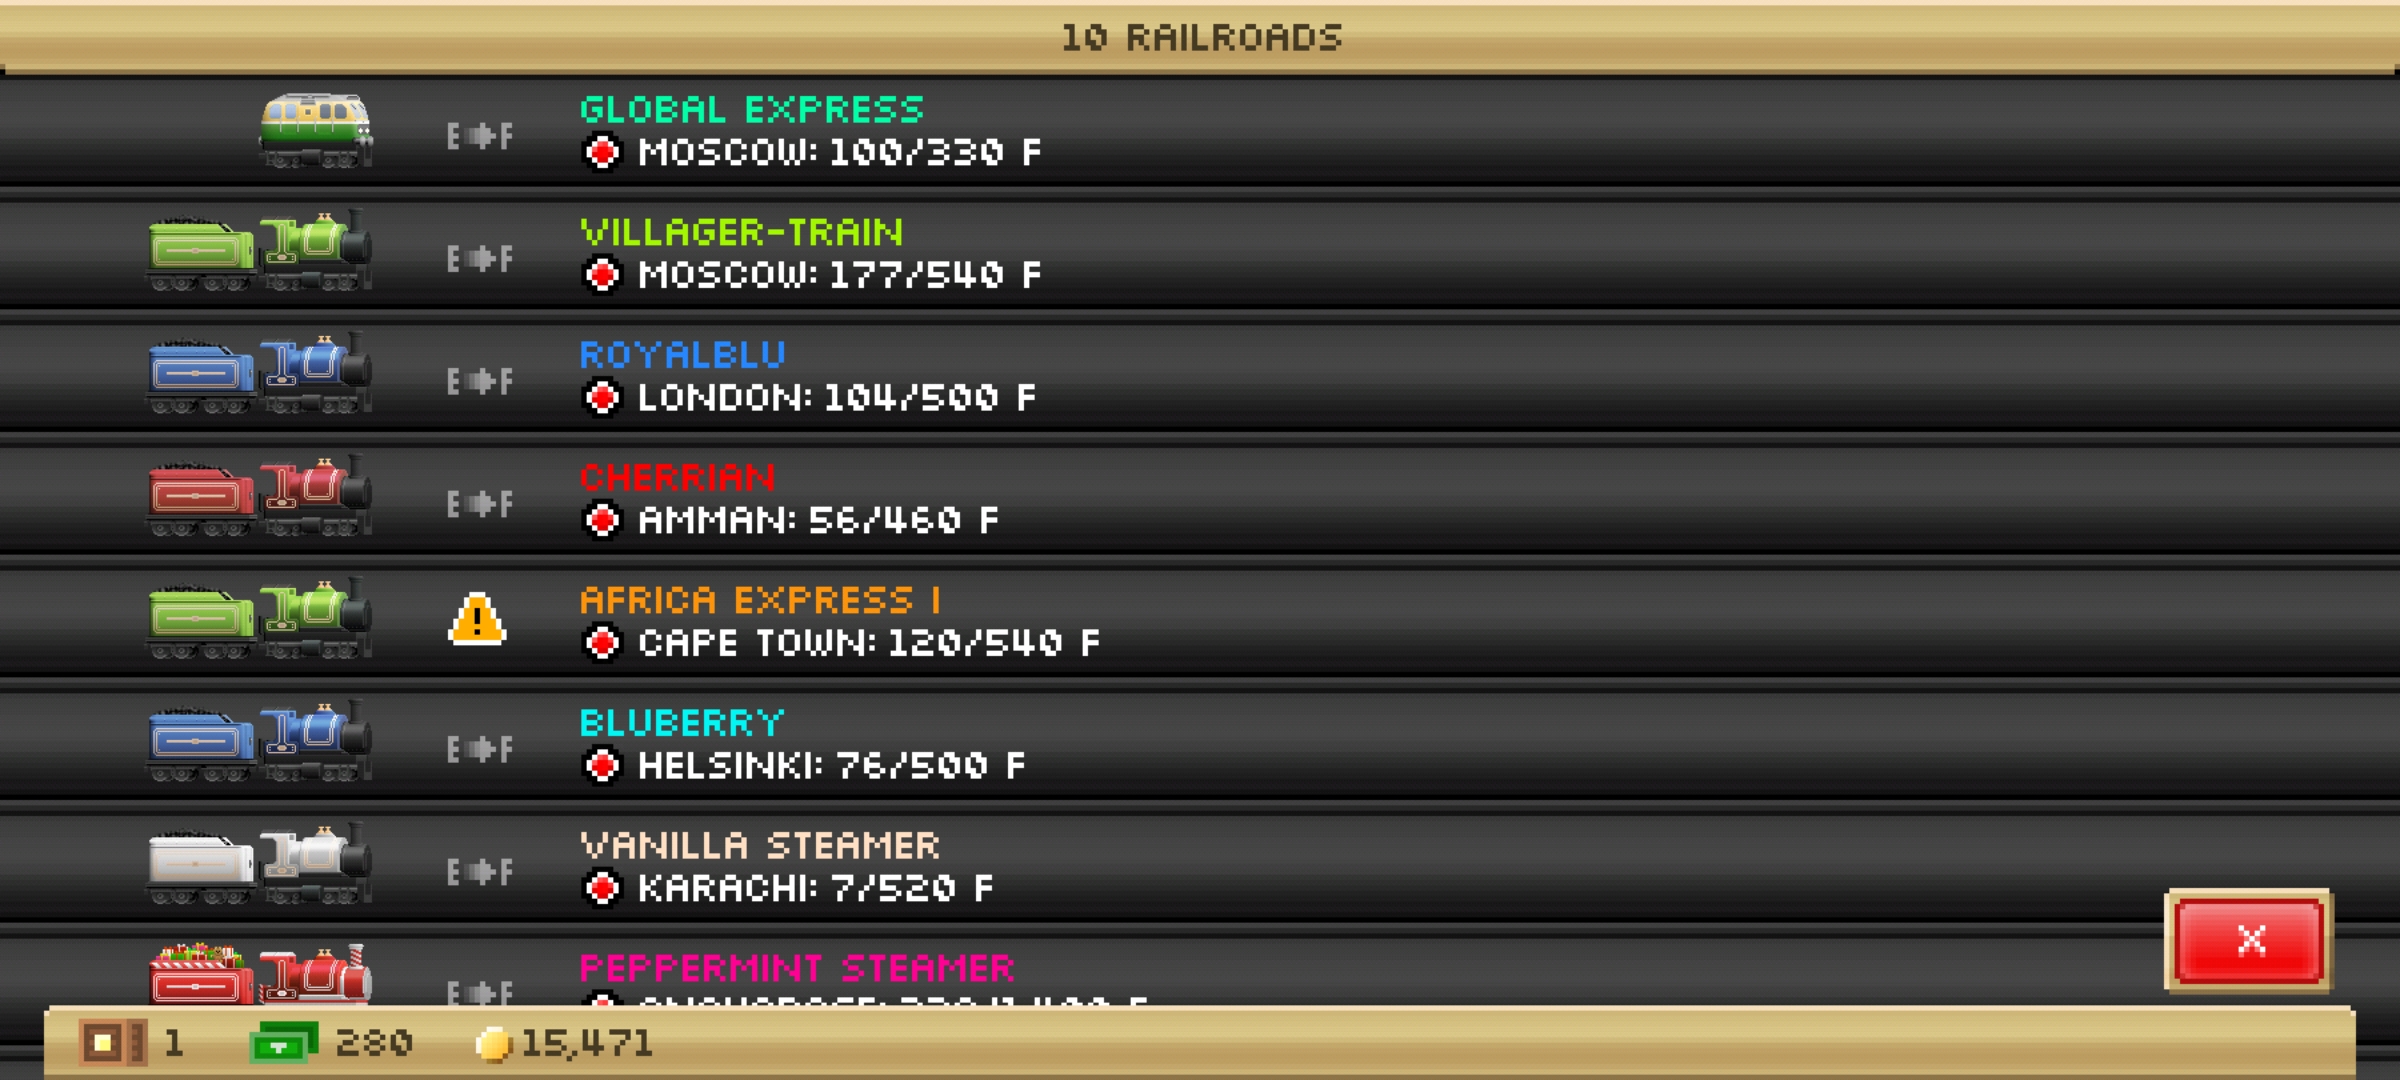 10 RAILROADS
E F
GLOBAL EXPRESS
MOSCOW: 100/330 F
E F
VILLAGER-TRAIN
MOSCOW: 177/540 F
E F
ROYALBLU
LONDON: 104/500 F
E F
CHERRIAN
AMMAN: 56/460 F
!
AFRICA EXPRESS I
CAPE TOWN: 120/540 F
E F
BLUBERRY
HELSINKI: 76/500 F
E F
VANILLA STEAMER
KARACHI: 7/520 F
E F
PEPPERMINT STEAMER
X
1 280 15,471